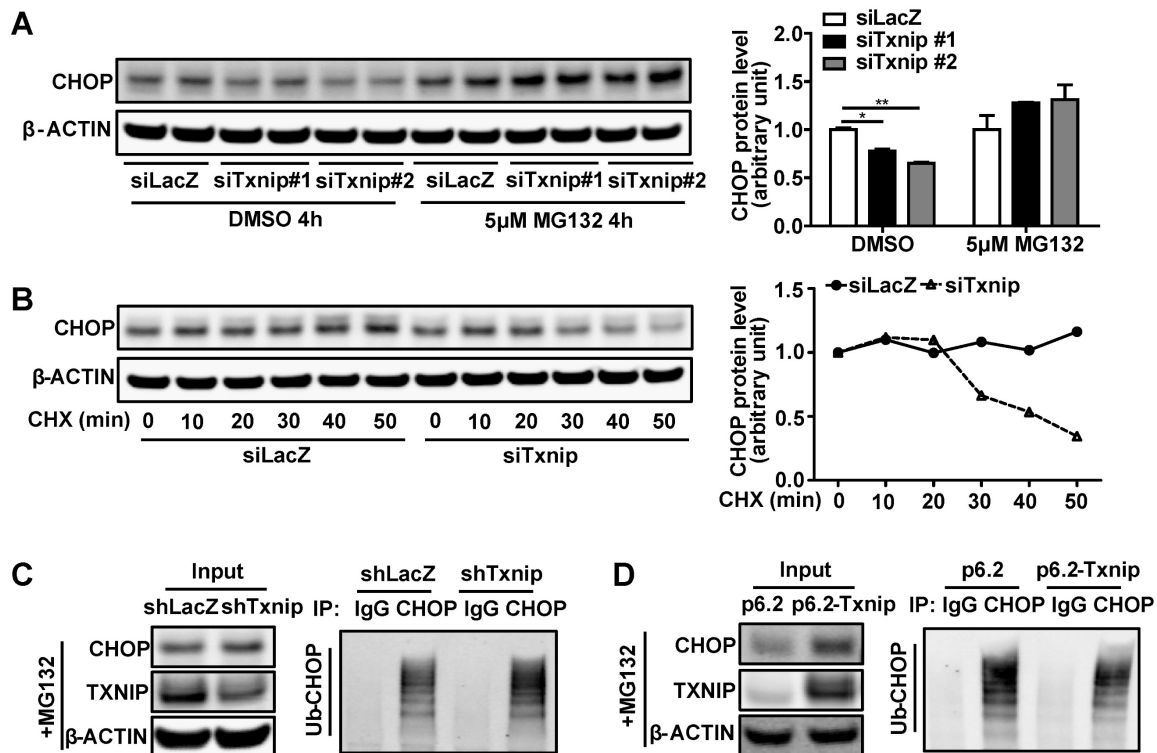 A
CHOP
β-ACTIN
siLacZ siTxnip#1 siTxnip#2 siLacZ siTxnip#1 siTxnip#2
DMSO 4h 5μM MG132 4h
siLacZ
siTxnip #1
siTxnip #2
CHOP protein level
(arbitrary unit)
2.0
1.5
1.0
0.5
0.0
*
**
DMSO 5μM MG132
B
CHOP
β-ACTIN
CHX (min) 0 10 20 30 40 50 0 10 20 30 40 50
siLacZ siTxnip
siLacZ siTxnip
CHOP protein level
(arbitrary unit)
1.5
1.0
0.5
0.0
CHX (min) 0 10 20 30 40 50
C
Input
shLacZ shTxnip
+MG132
CHOP
TXNIP
β-ACTIN
shLacZ shTxnip
IP: IgG CHOP IgG CHOP
Ub-CHOP
D
Input
p6.2 p6.2-Txnip
+MG132
CHOP
TXNIP
β-ACTIN
p6.2 p6.2-Txnip
IP: IgG CHOP IgG CHOP
Ub-CHOP